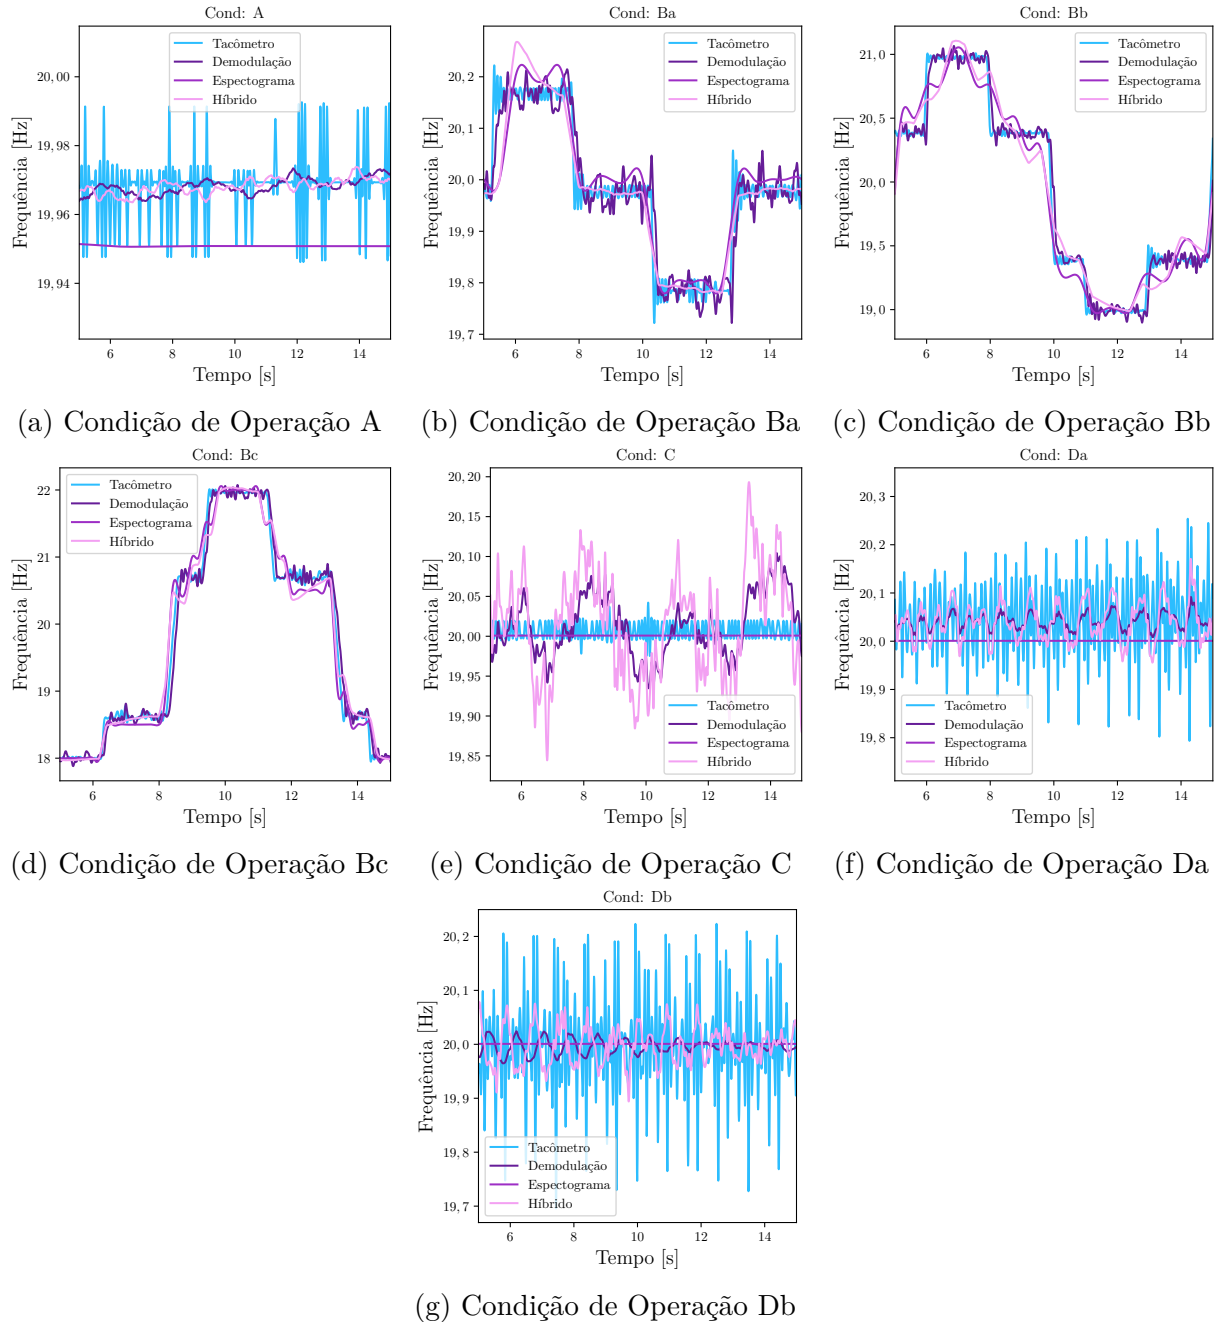 Cond: A
Tacômetro
Demodulação
Espectograma
Híbrido
20,00
19,98
19,96
19,94
Frequência [Hz]
6 8 10 12 14
Tempo [s]
(a) Condição de Operação A
Cond: Ba
Tacômetro
Demodulação
Espectograma
Híbrido
20,2
20,1
20,0
19,9
19,8
19,7
Frequência [Hz]
6 8 10 12 14
Tempo [s]
(b) Condição de Operação Ba
Cond: Bb
Tacômetro
Demodulação
Espectograma
Híbrido
21,0
20,5
20,0
19,5
19,0
Frequência [Hz]
6 8 10 12 14
Tempo [s]
(c) Condição de Operação Bb
Cond: Bc
Tacômetro
Demodulação
Espectograma
Híbrido
22
21
20
19
18
Frequência [Hz]
6 8 10 12 14
Tempo [s]
(d) Condição de Operação Bc
Cond: C
20,20
20,15
20,10
20,05
20,00
19,95
19,90
19,85
Frequência [Hz]
Tacômetro
Demodulação
Espectograma
Híbrido
6 8 10 12 14
Tempo [s]
(e) Condição de Operação C
Cond: Da
20,3
20,2
20,1
20,0
19,9
19,8
Frequência [Hz]
Tacômetro
Demodulação
Espectograma
Híbrido
6 8 10 12 14
Tempo [s]
(f) Condição de Operação Da
Cond: Db
20,2
20,1
20,0
19,9
19,8
19,7
Frequência [Hz]
Tacômetro
Demodulação
Espectograma
Híbrido
6 8 10 12 14
Tempo [s]
(g) Condição de Operação Db